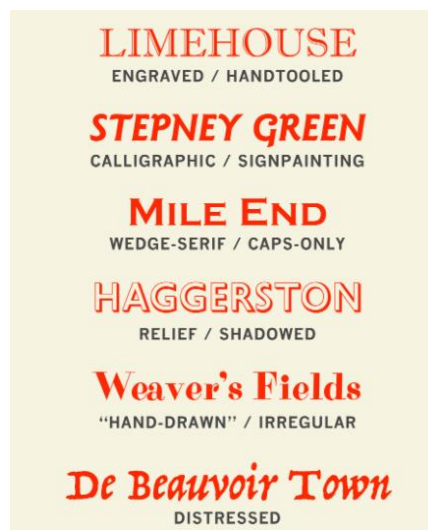 LIMEHOUSE
ENGRAVED / HANDTOOLED
STEPNEY GREEN
CALLIGRAPHIC / SIGNPAINTING
MILE END
WEDGE-SERIF / CAPS-ONLY
HAGGERSTON
RELIEF / SHADOWED
Weaver's Fields
“HAND-DRAWN” / IRREGULAR
De Beauvoir Town
DISTRESSED